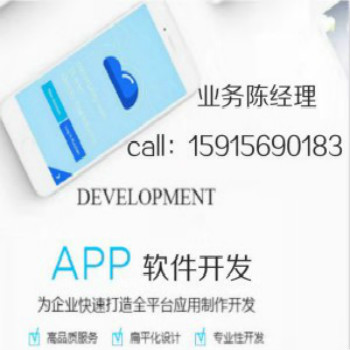 业务陈经理
call：15915690183
DEVELOPMENT
APP 软件开发
为企业快速打造全平台应用制作开发
高品质服务 扁平化设计 专业性开发